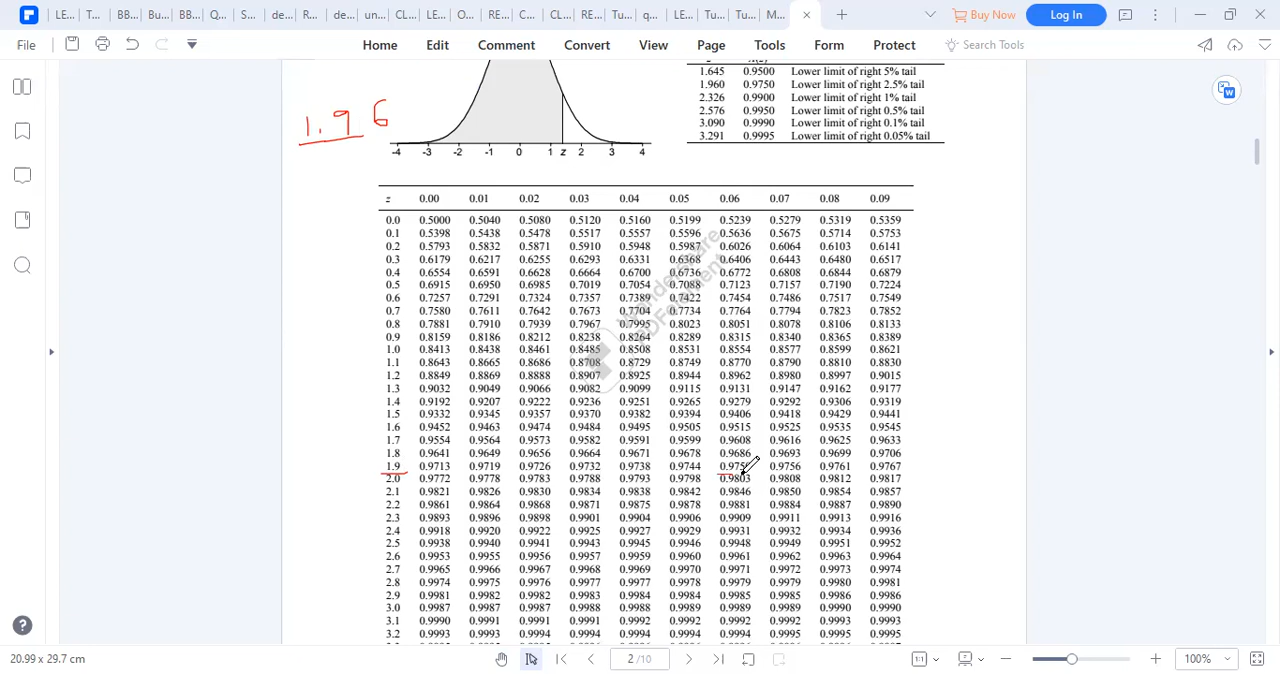 LE... T... BB... Bu... BB... Q... S... de... R... de... un... CL... LE... O... RE... C... CL... RE... Tu... q... LE... Tu... Tu... M... Buy Now Log In
File Home Edit Comment Convert View Page Tools Form Protect Search Tools
1.96
1.645 0.9500 Lower limit of right 5% tail
1.960 0.9750 Lower limit of right 2.5% tail
2.326 0.9900 Lower limit of right 1% tail
2.576 0.9950 Lower limit of right 0.5% tail
3.090 0.9990 Lower limit of right 0.1% tail
3.291 0.9995 Lower limit of right 0.05% tail
-4 -3 -2 -1 0 1 z 2 3 4
z 0.00 0.01 0.02 0.03 0.04 0.05 0.06 0.07 0.08 0.09
0.0 0.5000 0.5040 0.5080 0.5120 0.5160 0.5199 0.5239 0.5279 0.5319 0.5359
0.1 0.5398 0.5438 0.5478 0.5517 0.5557 0.5596 0.5636 0.5675 0.5714 0.5753
0.2 0.5793 0.5832 0.5871 0.5910 0.5948 0.5987 0.6026 0.6064 0.6103 0.6141
0.3 0.6179 0.6217 0.6255 0.6293 0.6331 0.6368 0.6406 0.6443 0.6480 0.6517
0.4 0.6554 0.6591 0.6628 0.6664 0.6700 0.6736 0.6772 0.6808 0.6844 0.6879
0.5 0.6915 0.6950 0.6985 0.7019 0.7054 0.7088 0.7123 0.7157 0.7190 0.7224
0.6 0.7257 0.7291 0.7324 0.7357 0.7389 0.7422 0.7454 0.7486 0.7517 0.7549
0.7 0.7580 0.7611 0.7642 0.7673 0.7704 0.7734 0.7764 0.7794 0.7823 0.7852
0.8 0.7881 0.7910 0.7939 0.7967 0.7995 0.8023 0.8051 0.8078 0.8106 0.8133
0.9 0.8159 0.8186 0.8212 0.8238 0.8264 0.8289 0.8315 0.8340 0.8365 0.8389
1.0 0.8413 0.8438 0.8461 0.8485 0.8508 0.8531 0.8554 0.8577 0.8599 0.8621
1.1 0.8643 0.8665 0.8686 0.8708 0.8729 0.8749 0.8770 0.8790 0.8810 0.8830
1.2 0.8849 0.8869 0.8888 0.8907 0.8925 0.8944 0.8962 0.8980 0.8997 0.9015
1.3 0.9032 0.9049 0.9066 0.9082 0.9099 0.9115 0.9131 0.9147 0.9162 0.9177
1.4 0.9192 0.9207 0.9222 0.9236 0.9251 0.9265 0.9279 0.9292 0.9306 0.9319
1.5 0.9332 0.9345 0.9357 0.9370 0.9382 0.9394 0.9406 0.9418 0.9429 0.9441
1.6 0.9452 0.9463 0.9474 0.9484 0.9495 0.9505 0.9515 0.9525 0.9535 0.9545
1.7 0.9554 0.9564 0.9573 0.9582 0.9591 0.9599 0.9608 0.9616 0.9625 0.9633
1.8 0.9641 0.9649 0.9656 0.9664 0.9671 0.9678 0.9686 0.9693 0.9699 0.9706
1.9 0.9713 0.9719 0.9726 0.9732 0.9738 0.9744 0.9756 0.9761 0.9767
2.0 0.9772 0.9778 0.9783 0.9788 0.9793 0.9798 0.9803 0.9808 0.9812 0.9817
2.1 0.9821 0.9826 0.9830 0.9834 0.9838 0.9842 0.9846 0.9850 0.9854 0.9857
2.2 0.9861 0.9864 0.9868 0.9871 0.9875 0.9878 0.9881 0.9884 0.9887 0.9890
2.3 0.9893 0.9896 0.9898 0.9901 0.9904 0.9906 0.9909 0.9911 0.9913 0.9916
2.4 0.9918 0.9920 0.9922 0.9925 0.9927 0.9929 0.9931 0.9932 0.9934 0.9936
2.5 0.9938 0.9940 0.9941 0.9943 0.9945 0.9946 0.9948 0.9949 0.9951 0.9952
2.6 0.9953 0.9955 0.9956 0.9957 0.9959 0.9960 0.9961 0.9962 0.9963 0.9964
2.7 0.9965 0.9966 0.9967 0.9968 0.9969 0.9970 0.9971 0.9972 0.9973 0.9974
2.8 0.9974 0.9975 0.9976 0.9977 0.9977 0.9978 0.9979 0.9979 0.9980 0.9981
2.9 0.9981 0.9982 0.9982 0.9983 0.9984 0.9984 0.9985 0.9985 0.9986 0.9986
3.0 0.9987 0.9987 0.9987 0.9988 0.9988 0.9989 0.9989 0.9989 0.9990 0.9990
3.1 0.9990 0.9991 0.9991 0.9991 0.9992 0.9992 0.9992 0.9992 0.9993 0.9993
3.2 0.9993 0.9993 0.9994 0.9994 0.9994 0.9994 0.9994 0.9995 0.9995 0.9995
Wondershare
PDFelement
20.99 x 29.7 cm 2 /10 100%